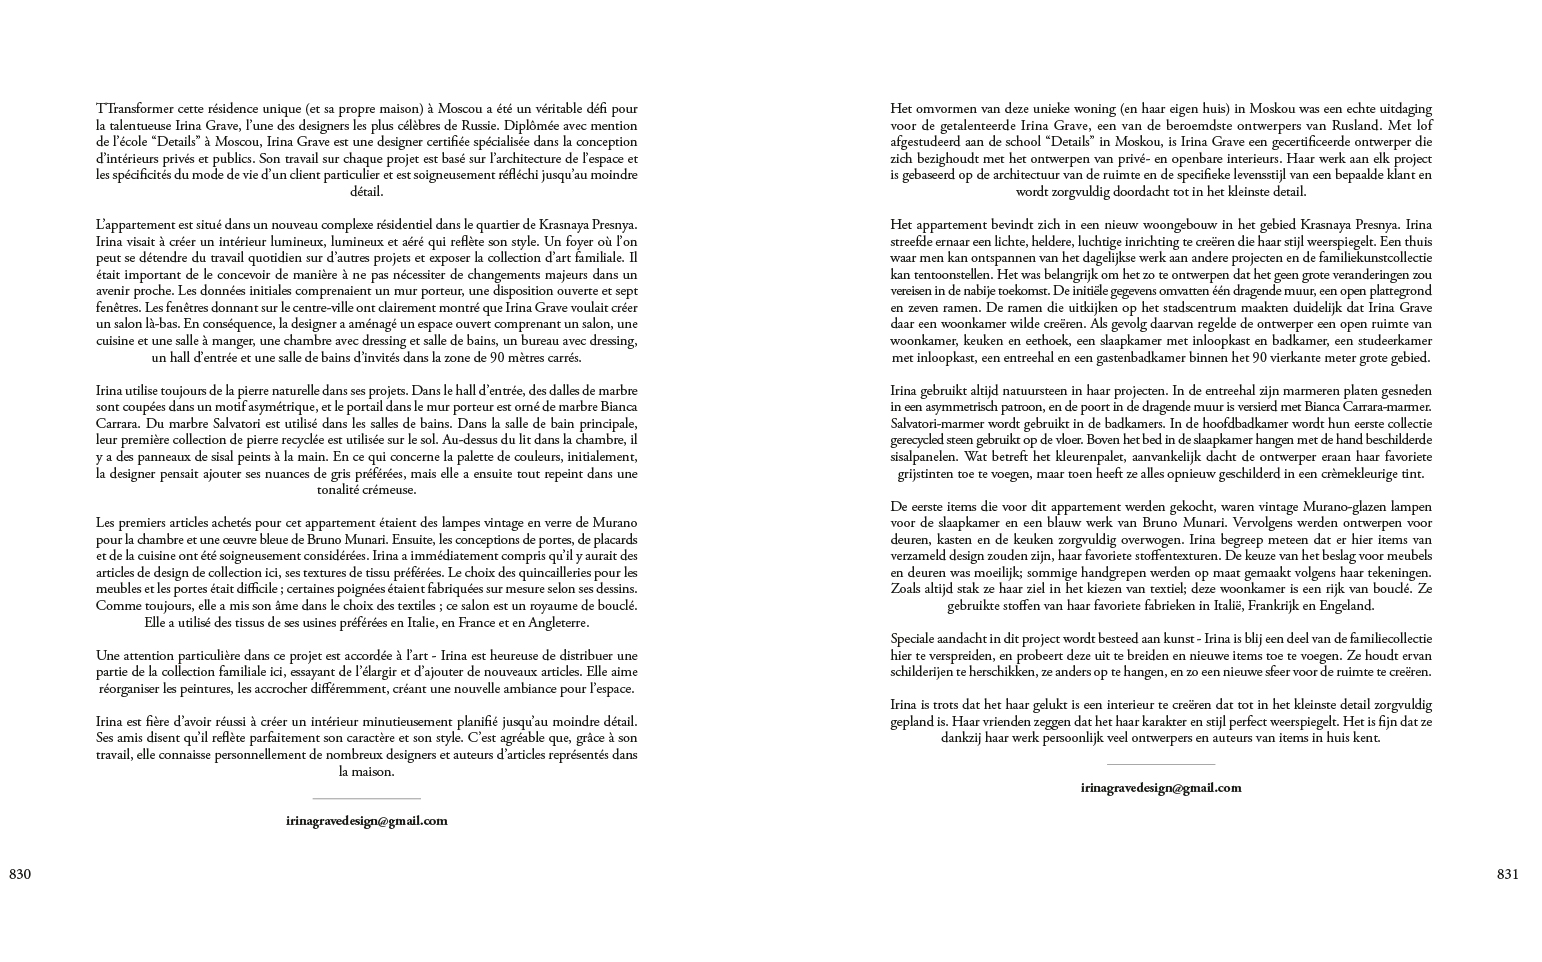 TTransformer cette résidence unique (et sa propre maison) à Moscou a été un véritable défi pour
la talentueuse Irina Grave, l’une des designers les plus célèbres de Russie. Diplômée avec mention
de l’école “Details” à Moscou, Irina Grave est une designer certifiée spécialisée dans la conception
d’intérieurs privés et publics. Son travail sur chaque projet est basé sur l’architecture de l’espace et
les spécificités du mode de vie d’un client particulier et est soigneusement réfléchi jusqu’au moindre
détail.
L’appartement est situé dans un nouveau complexe résidentiel dans le quartier de Krasnaya Presnya.
Irina visait à créer un intérieur lumineux, lumineux et aéré qui reflète son style. Un foyer où l’on
peut se détendre du travail quotidien sur d’autres projets et exposer la collection d’art familiale. Il
était important de le concevoir de manière à ne pas nécessiter de changements majeurs dans un
avenir proche. Les données initiales comprenaient un mur porteur, une disposition ouverte et sept
fenêtres. Les fenêtres donnant sur le centre-ville ont clairement montré que Irina Grave voulait créer
un salon là-bas. En conséquence, la designer a aménagé un espace ouvert comprenant un salon, une
cuisine et une salle à manger, une chambre avec dressing et salle de bains, un bureau avec dressing,
un hall d’entrée et une salle de bains d’invités dans la zone de 90 mètres carrés.
Irina utilise toujours de la pierre naturelle dans ses projets. Dans le hall d’entrée, des dalles de marbre
sont coupées dans un motif asymétrique, et le portail dans le mur porteur est orné de marbre Bianca
Carrara. Du marbre Salvatori est utilisé dans les salles de bains. Dans la salle de bain principale,
leur première collection de pierre recyclée est utilisée sur le sol. Au-dessus du lit dans la chambre, il
y a des panneaux de sisal peints à la main. En ce qui concerne la palette de couleurs, initialement,
la designer pensait ajouter ses nuances de gris préférées, mais elle a ensuite tout repeint dans une
tonalité crémeuse.
Les premiers articles achetés pour cet appartement étaient des lampes vintage en verre de Murano
pour la chambre et une œuvre bleue de Bruno Munari. Ensuite, les conceptions de portes, de placards
et de la cuisine ont été soigneusement considérées. Irina a immédiatement compris qu’il y aurait des
articles de design de collection ici, ses textures de tissu préférées. Le choix des quincailleries pour les
meubles et les portes était difficile ; certaines poignées étaient fabriquées sur mesure selon ses dessins.
Comme toujours, elle a mis son âme dans le choix des textiles ; ce salon est un royaume de bouclé.
Elle a utilisé des tissus de ses usines préférées en Italie, en France et en Angleterre.
Une attention particulière dans ce projet est accordée à l’art - Irina est heureuse de distribuer une
partie de la collection familiale ici, essayant de l’élargir et d’ajouter de nouveaux articles. Elle aime
réorganiser les peintures, les accrocher différemment, créant une nouvelle ambiance pour l’espace.
Irina est fière d’avoir réussi à créer un intérieur minutieusement planifié jusqu’au moindre détail.
Ses amis disent qu’il reflète parfaitement son caractère et son style. C’est agréable que, grâce à son
travail, elle connaisse personnellement de nombreux designers et auteurs d’articles représentés dans
la maison.
irinagravedesign@gmail.com
830
Het omvormen van deze unieke woning (en haar eigen huis) in Moskou was een echte uitdaging
voor de getalenteerde Irina Grave, een van de beroemdste ontwerpers van Rusland. Met lof
afgestudeerd aan de school “Details” in Moskou, is Irina Grave een gecertificeerde ontwerper die
zich bezighoudt met het ontwerpen van privé- en openbare interieurs. Haar werk aan elk project
is gebaseerd op de architectuur van de ruimte en de specifieke levensstijl van een bepaalde klant en
wordt zorgvuldig doordacht tot in het kleinste detail.
Het appartement bevindt zich in een nieuw woongebouw in het gebied Krasnaya Presnya. Irina
streefde ernaar een lichte, heldere, luchtige inrichting te creëren die haar stijl weerspiegelt. Een thuis
waar men kan ontspannen van het dagelijkse werk aan andere projecten en de familiekunstcollectie
kan tentoonstellen. Het was belangrijk om het zo te ontwerpen dat het geen grote veranderingen zou
vereisen in de nabije toekomst. De initiële gegevens omvatten één dragende muur, een open plattegrond
en zeven ramen. De ramen die uitkijken op het stadscentrum maakten duidelijk dat Irina Grave
daar een woonkamer wilde creëren. Als gevolg daarvan regelde de ontwerper een open ruimte van
woonkamer, keuken en eethoek, een slaapkamer met inloopkast en badkamer, een studeerkamer
met inloopkast, een entreehal en een gastenbadkamer binnen het 90 vierkante meter grote gebied.
Irina gebruikt altijd natuursteen in haar projecten. In de entreehal zijn marmeren platen gesneden
in een asymmetrisch patroon, en de poort in de dragende muur is versierd met Bianca Carrara-marmer.
Salvatori-marmer wordt gebruikt in de badkamers. In de hoofdbadkamer wordt hun eerste collectie
gerecycled steen gebruikt op de vloer. Boven het bed in de slaapkamer hangen met de hand beschilderde
sisalpanelen. Wat betreft het kleurenpalet, aanvankelijk dacht de ontwerper eraan haar favoriete
grijstinten toe te voegen, maar toen heeft ze alles opnieuw geschilderd in een crèmekleurige tint.
De eerste items die voor dit appartement werden gekocht, waren vintage Murano-glazen lampen
voor de slaapkamer en een blauw werk van Bruno Munari. Vervolgens werden ontwerpen voor
deuren, kasten en de keuken zorgvuldig overwogen. Irina begreep meteen dat er hier items van
verzameld design zouden zijn, haar favoriete stoffentexturen. De keuze van het beslag voor meubels
en deuren was moeilijk; sommige handgrepen werden op maat gemaakt volgens haar tekeningen.
Zoals altijd stak ze haar ziel in het kiezen van textiel; deze woonkamer is een rijk van bouclé. Ze
gebruikte stoffen van haar favoriete fabrieken in Italië, Frankrijk en Engeland.
Speciale aandacht in dit project wordt besteed aan kunst - Irina is blij een deel van de familiecollectie
hier te verspreiden, en probeert deze uit te breiden en nieuwe items toe te voegen. Ze houdt ervan
schilderijen te herschikken, ze anders op te hangen, en zo een nieuwe sfeer voor de ruimte te creëren.
Irina is trots dat het haar gelukt is een interieur te creëren dat tot in het kleinste detail zorgvuldig
gepland is. Haar vrienden zeggen dat het haar karakter en stijl perfect weerspiegelt. Het is fijn dat ze
dankzij haar werk persoonlijk veel ontwerpers en auteurs van items in huis kent.
irinagravedesign@gmail.com
831